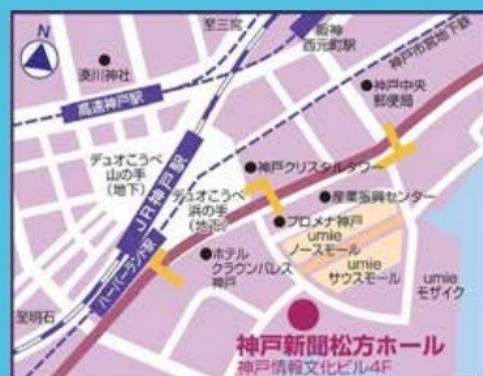 N
至三宮
阪神
西元町駅
神戸市営地下鉄
湊川神社
高速神戸駅
神戸中央
郵便局
デュオこうべ
山の手
(地下)
JR神戸駅
神戸クリスタルタワー
デュオこうべ
浜の手
(地下)
産業振興センター
プロメナ神戸
umie
ノースモール
umie
サウスモール
umie
モザイク
ハーバーランド駅
ホテル
クラウンパレス
神戸
至明石
神戸新聞松方ホール
神戸情報文化ビル4F